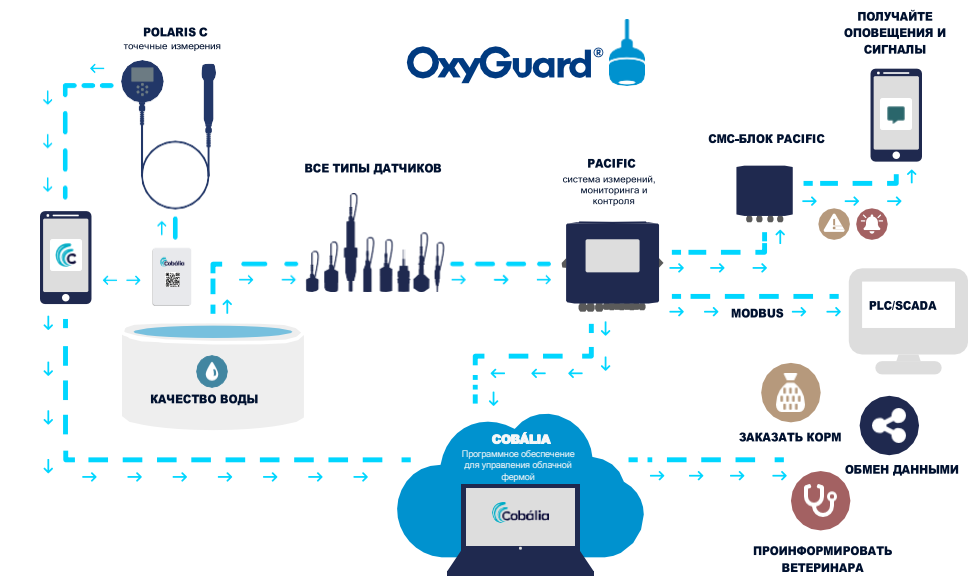 POLARIS C
точечные измерения
OxyGuard®
ПОЛУЧАЙТЕ
ОПОВЕЩЕНИЯ И
СИГНАЛЫ
СМС-БЛОК PACIFIC
ВСЕ ТИПЫ ДАТЧИКОВ
PACIFIC
система измерений,
мониторинга и
контроля
C
Cobália
MODBUS
PLC/SCADA
КАЧЕСТВО ВОДЫ
ЗАКАЗАТЬ КОРМ
ОБМЕН ДАННЫМИ
COBÁLIA
Программное обеспечение
для управления облачной
фермой
Cobália
ПРОИНФОРМИРОВАТЬ
ВЕТЕРИНАРА